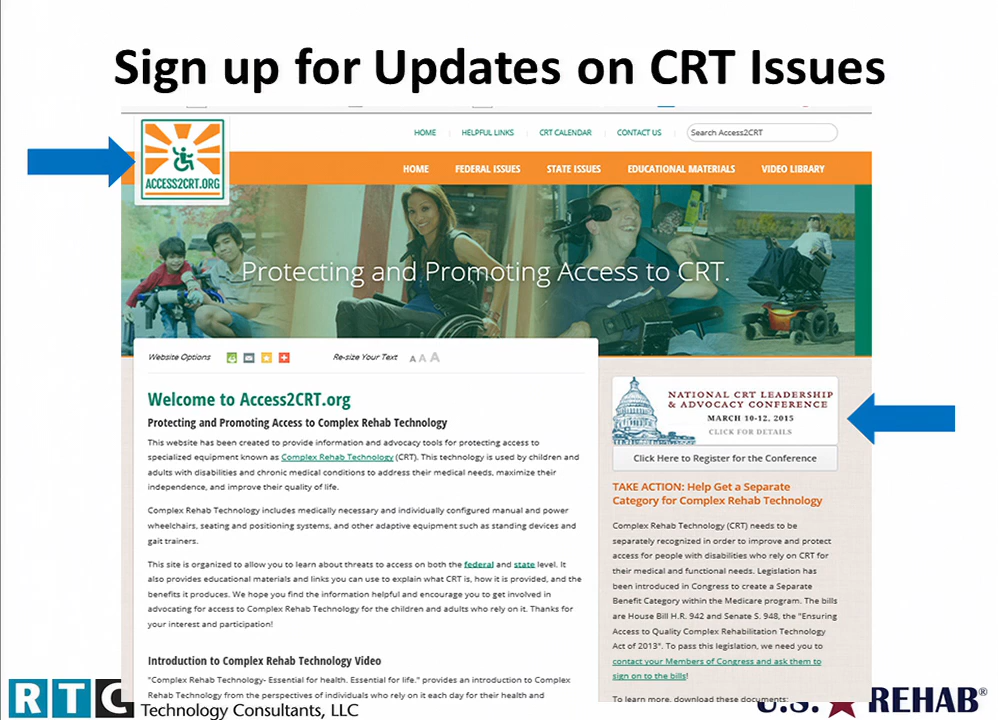 Sign up for Updates on CRT Issues
HOME
HELPFUL LINKS
CRT CALENDAR
CONTACT US
Search Access2CRT
ACCESS2CRT.ORG
HOME
FEDERAL ISSUES
STATE ISSUES
EDUCATIONAL MATERIALS
VIDEO LIBRARY
Protecting and Promoting Access to CRT.
Website Options
Re-size Your Text
A A A
Welcome to Access2CRT.org
Protecting and Promoting Access to Complex Rehab Technology
This website has been created to provide information and advocacy tools for protecting access to
specialized equipment known as Complex Rehab Technology (CRT). This technology is used by children and
adults with disabilities and chronic medical conditions to address their medical needs, maximize their
independence, and improve their quality of life.
Complex Rehab Technology includes medically necessary and individually configured manual and power
wheelchairs, seating and positioning systems, and other adaptive equipment such as standing devices and
gait trainers.
This site is organized to allow you to learn about threats to access on both the federal and state level. It
also provides educational materials and links you can use to explain what CRT is, how it is provided, and the
benefits it produces. We hope you find the information helpful and encourage you to get involved in
advocating for access to Complex Rehab Technology for the children and adults who rely on it. Thanks for
your interest and participation!
Introduction to Complex Rehab Technology Video
"Complex Rehab Technology- Essential for health. Essential for life." provides an introduction to Complex
Rehab Technology from the perspectives of individuals who rely on it each day for their health and
NATIONAL CRT LEADERSHIP
& ADVOCACY CONFERENCE
MARCH 10-12, 2015
CLICK FOR DETAILS
Click Here to Register for the Conference
TAKE ACTION: Help Get a Separate
Category for Complex Rehab Technology
Complex Rehab Technology (CRT) needs to be
separately recognized in order to improve and protect
access for people with disabilities who rely on CRT for
their medical and functional needs. Legislation has
been introduced in Congress to create a Separate
Benefit Category within the Medicare program. The bills
are House Bill H.R. 942 and Senate S. 948, the "Ensuring
Access to Quality Complex Rehabilitation Technology
Act of 2013". To pass this legislation, we need you to
contact your Members of Congress and ask them to
sign on to the bills!
To learn more, download these documents:
RTC
Technology Consultants, LLC
U.S. REHAB®